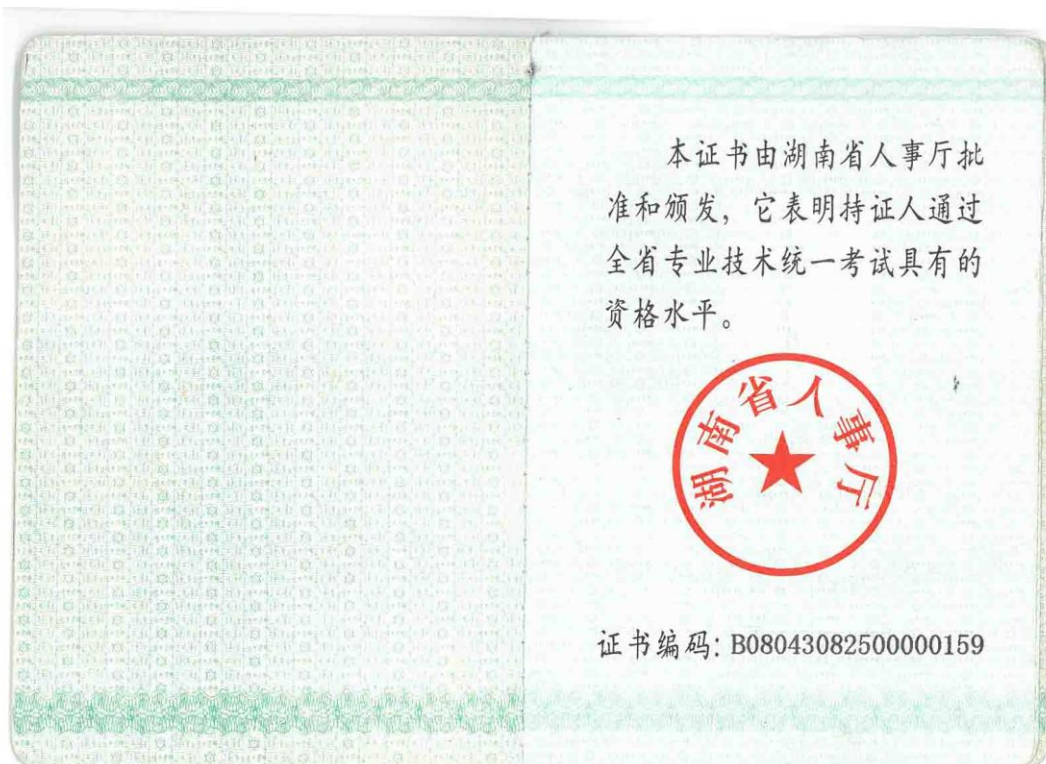 本证书由湖南省人事厅批
准和颁发，它表明持证人通过
全省专业技术统一考试具有的
资格水平。
湖南省人事厅
证书编码：B08043082500000159